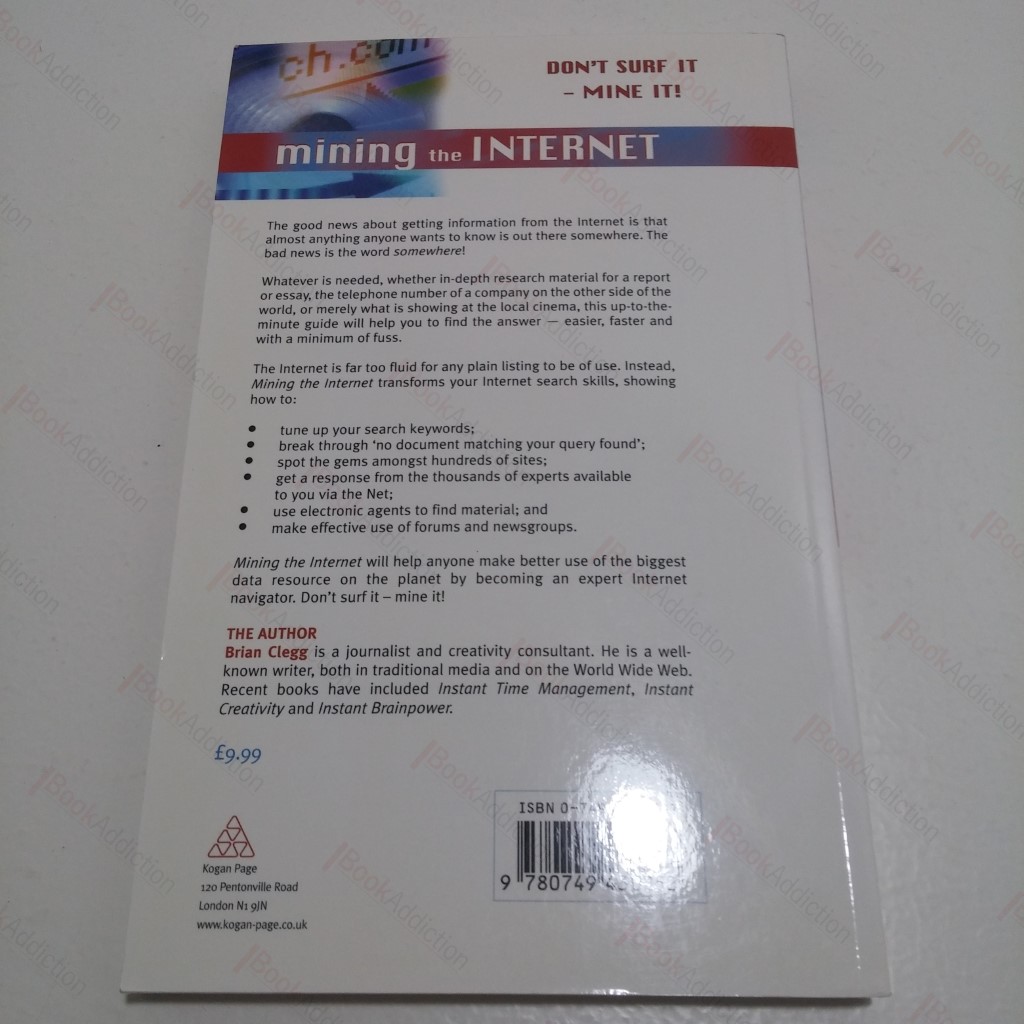 ch.com
DON'T SURF IT
– MINE IT!
mining the INTERNET
The good news about getting information from the Internet is that
almost anything anyone wants to know is out there somewhere. The
bad news is the word somewhere!
Whatever is needed, whether in-depth research material for a report
or essay, the telephone number of a company on the other side of the
world, or merely what is showing at the local cinema, this up-to-the-
minute guide will help you to find the answer — easier, faster and
with a minimum of fuss.
The Internet is far too fluid for any plain listing to be of use. Instead,
Mining the Internet transforms your Internet search skills, showing
how to:
• tune up your search keywords;
• break through 'no document matching your query found';
• spot the gems amongst hundreds of sites;
• get a response from the thousands of experts available
to you via the Net;
• use electronic agents to find material; and
• make effective use of forums and newsgroups.
Mining the Internet will help anyone make better use of the biggest
data resource on the planet by becoming an expert Internet
navigator. Don't surf it – mine it!
THE AUTHOR
Brian Clegg is a journalist and creativity consultant. He is a well-
known writer, both in traditional media and on the World Wide Web.
Recent books have included Instant Time Management, Instant
Creativity and Instant Brainpower.
£9.99
ISBN
9 780749
Kogan Page
120 Pentonville Road
London N1 9JN
www.kogan-page.co.uk
BookAddiction